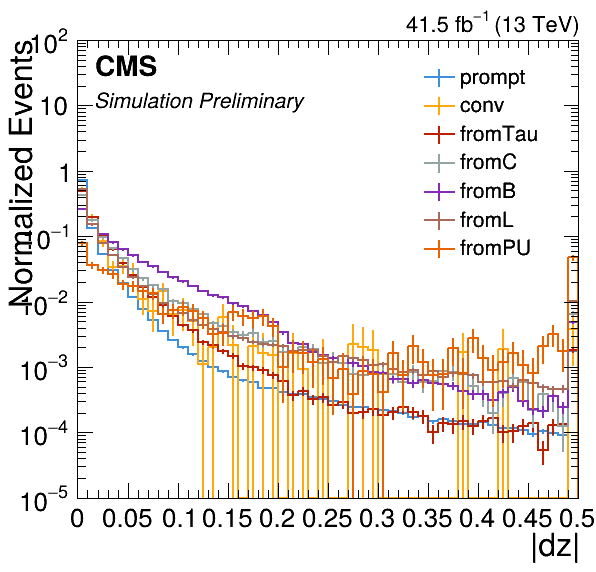 41.5 fb⁻¹ (13 TeV)
CMS
Simulation Preliminary
Normalized Events
10²
10
1
10⁻¹
10⁻²
10⁻³
10⁻⁴
10⁻⁵
prompt
conv
fromTau
fromC
fromB
fromL
fromPU
0 0.05 0.1 0.15 0.2 0.25 0.3 0.35 0.4 0.45 0.5
|dz|